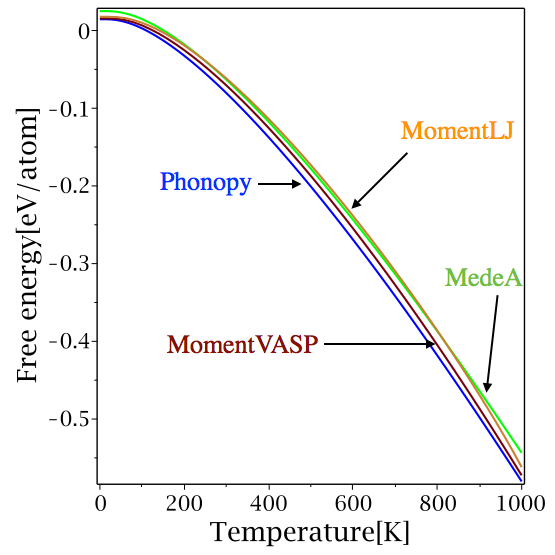 0
-0.1
MomentLJ
Phonopy
-0.2
-0.3
MedeA
MomentVASP
-0.4
-0.5
Free energy[eV/atom]
0 200 400 600 800 1000
Temperature[K]